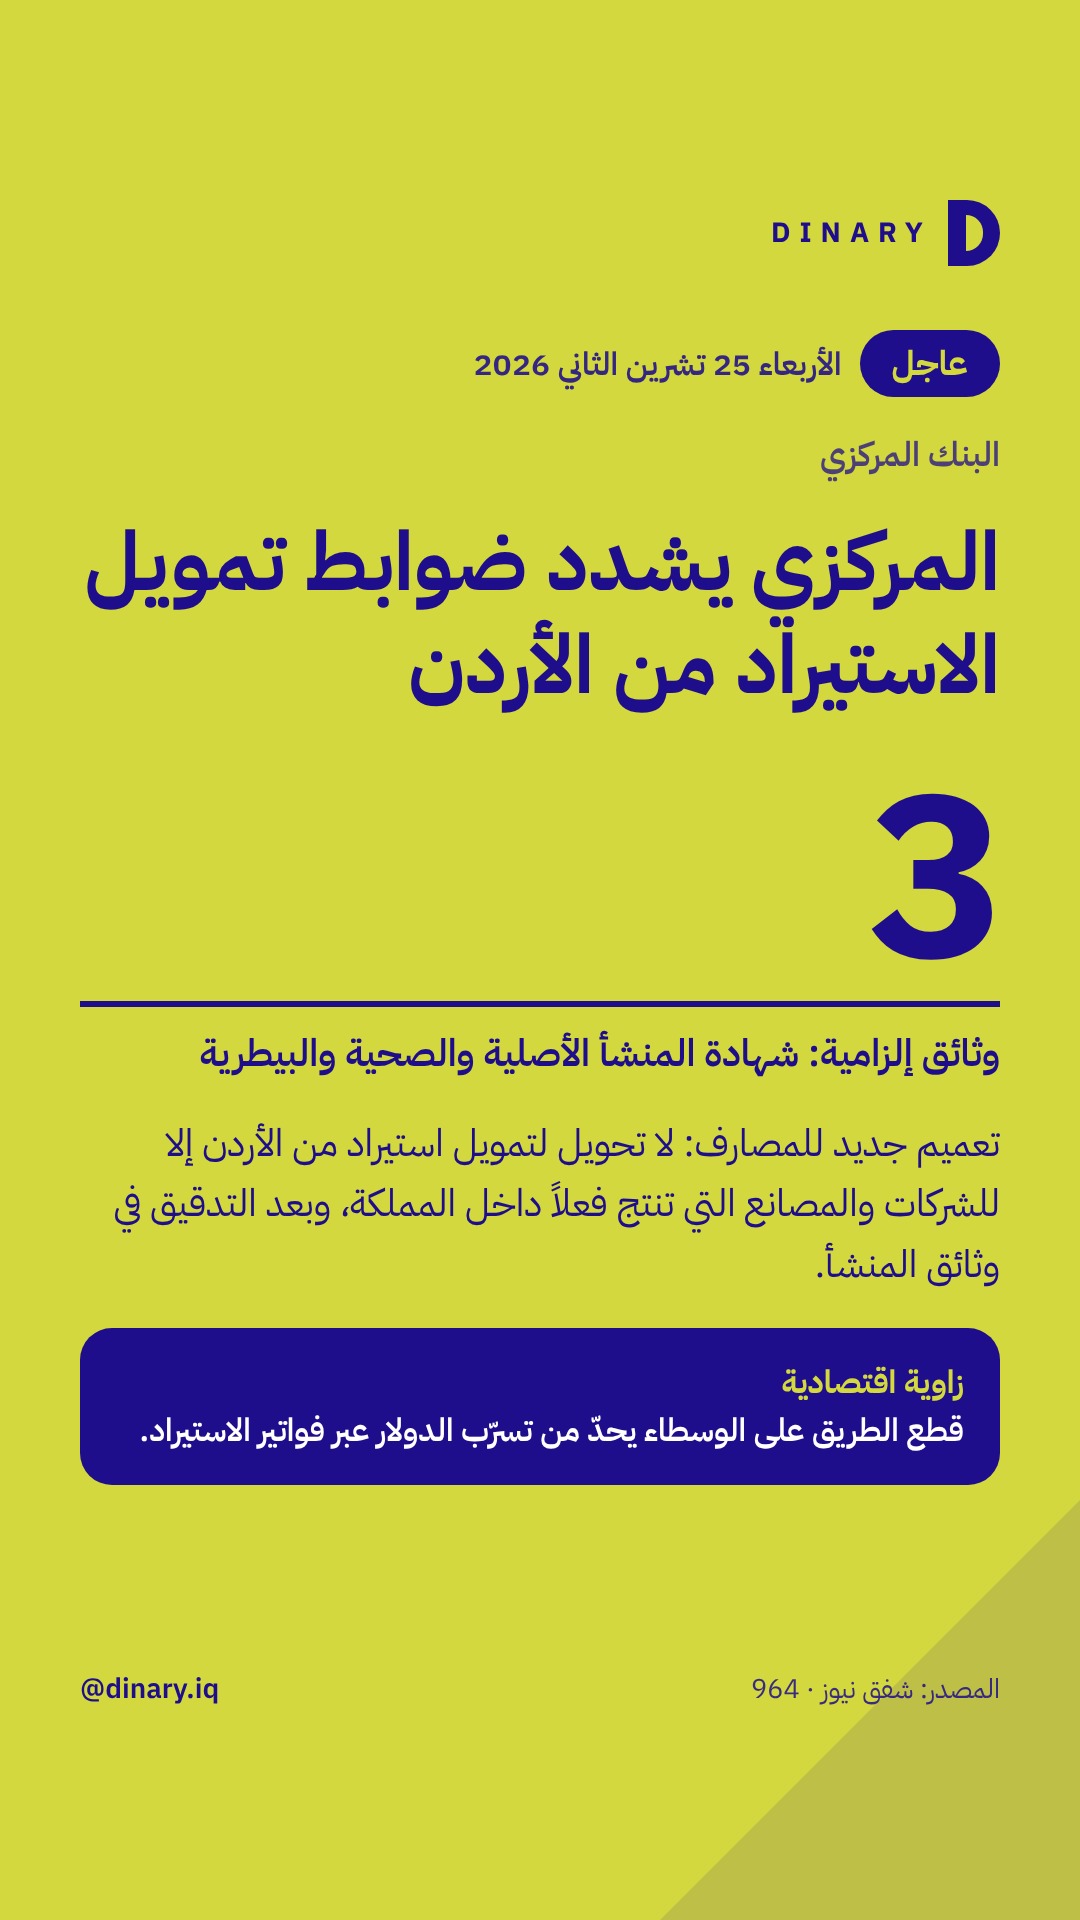 DINARY D
عاجل الأربعاء 25 تشرين الثاني 2026
البنك المركزي
المركزي يشدد ضوابط تمويل
الاستيراد من الأردن
3
وثائق إلزامية: شهادة المنشأ الأصلية والصحية والبيطرية
تعميم جديد للمصارف: لا تحويل لتمويل استيراد من الأردن إلا
للشركات والمصانع التي تنتج فعلاً داخل المملكة، وبعد التدقيق في
وثائق المنشأ.
زاوية اقتصادية
قطع الطريق على الوسطاء يحدّ من تسرّب الدولار عبر فواتير الاستيراد.
المصدر: شفق نيوز · 964
@dinary.iq